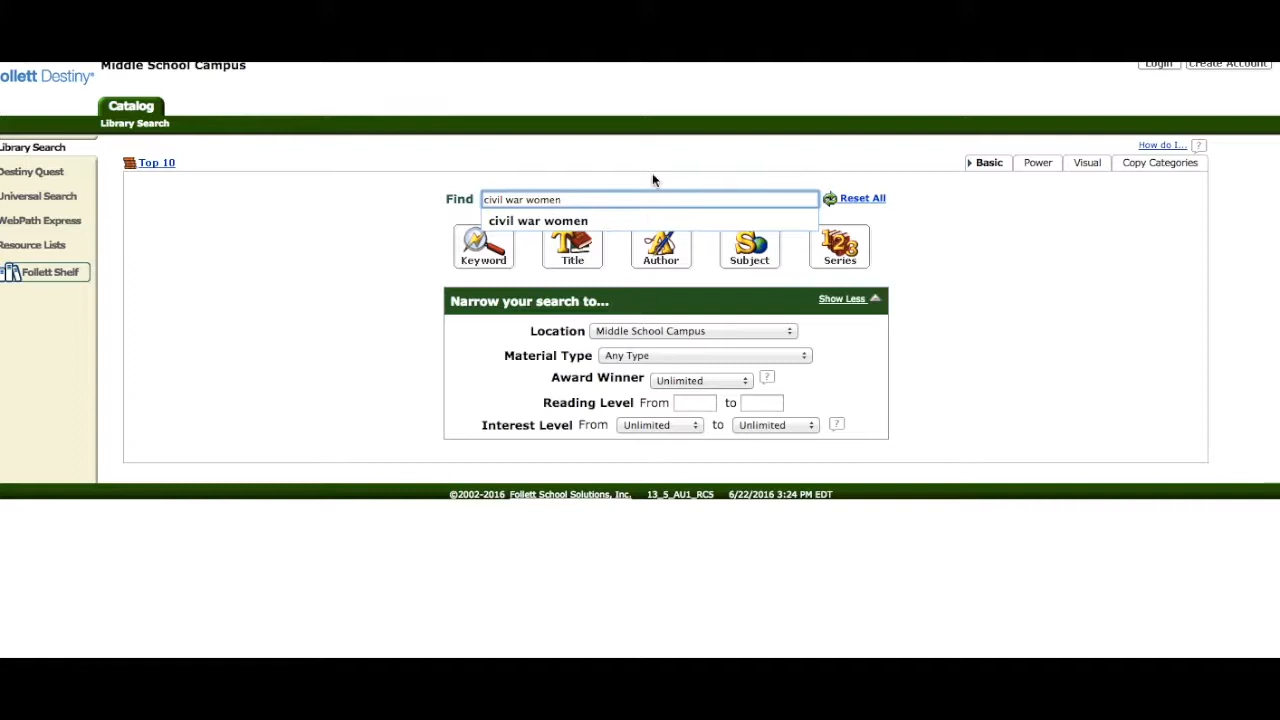 Middle School Campus
Login Create Account
ollett Destiny
Catalog
Library Search
Library Search
Destiny Quest
Universal Search
WebPath Express
Resource Lists
Follett Shelf
Top 10
How do I... ?
Basic Power Visual Copy Categories
Find civil war women Reset All
civil war women
Keyword Title Author Subject Series
Narrow your search to... Show Less
Location Middle School Campus
Material Type Any Type
Award Winner Unlimited ?
Reading Level From to
Interest Level From Unlimited to Unlimited ?
©2002-2016 Follett School Solutions, Inc. 13_5_AU1_RC5 6/22/2016 3:24 PM EDT